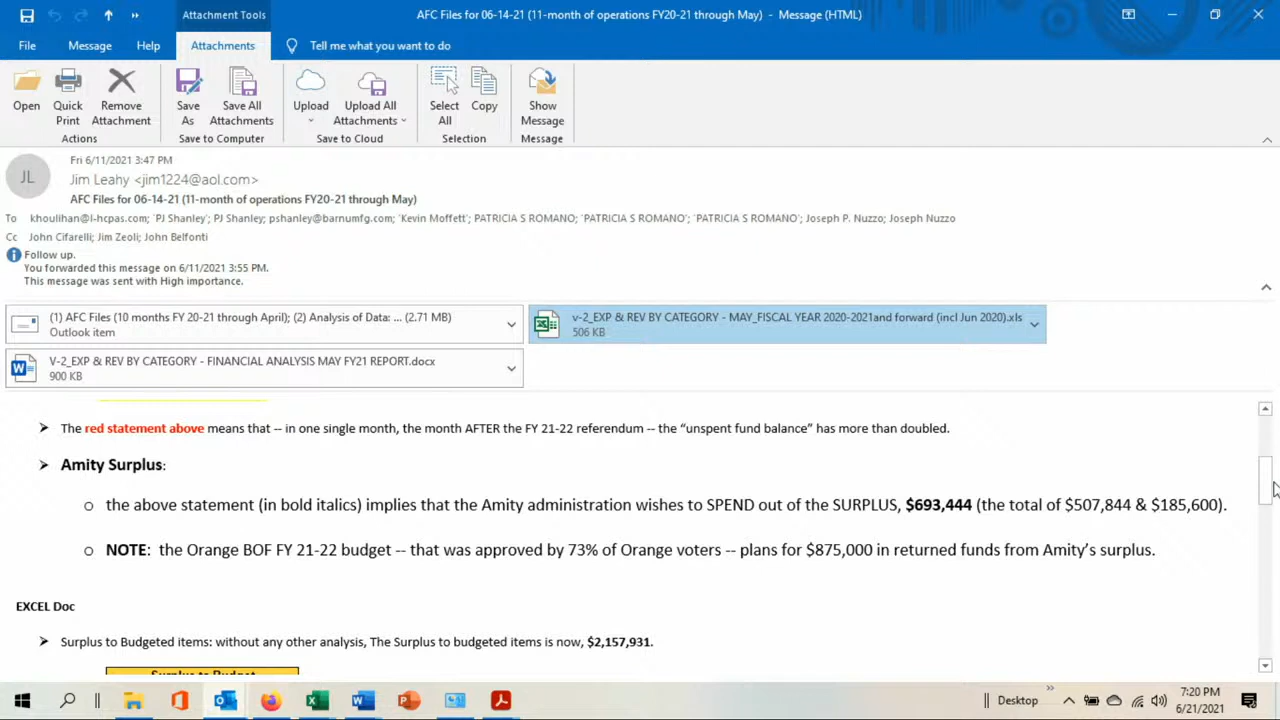 Attachment Tools
AFC Files for 06-14-21 (11-month of operations FY20-21 through May) - Message (HTML)
File Message Help Attachments Tell me what you want to do
Open Quick Print Remove Attachment Save As Save All Attachments Upload Upload All Attachments Select All Copy Show Message
Actions Save to Computer Save to Cloud Selection Message
Fri 6/11/2021 3:47 PM
JL
Jim Leahy <jim1224@aol.com>
AFC Files for 06-14-21 (11-month of operations FY20-21 through May)
To khoulihan@l-hcpas.com; 'PJ Shanley'; PJ Shanley; pshanley@barnumfg.com; 'Kevin Moffett'; PATRICIA S ROMANO; 'PATRICIA S ROMANO'; 'PATRICIA S ROMANO'; Joseph P. Nuzzo; Joseph Nuzzo
Cc John Cifarelli; Jim Zeoli; John Belfonti
Follow up.
You forwarded this message on 6/11/2021 3:55 PM.
This message was sent with High importance.
(1) AFC Files (10 months FY 20-21 through April); (2) Analysis of Data: ... (2.71 MB)
Outlook item
v-2_EXP & REV BY CATEGORY - MAY_FISCAL YEAR 2020-2021and forward (incl Jun 2020).xls
506 KB
V-2_EXP & REV BY CATEGORY - FINANCIAL ANALYSIS MAY FY21 REPORT.docx
900 KB
➤ The red statement above means that -- in one single month, the month AFTER the FY 21-22 referendum -- the “unspent fund balance” has more than doubled.
➤ Amity Surplus:
o the above statement (in bold italics) implies that the Amity administration wishes to SPEND out of the SURPLUS, $693,444 (the total of $507,844 & $185,600).
o NOTE: the Orange BOF FY 21-22 budget -- that was approved by 73% of Orange voters -- plans for $875,000 in returned funds from Amity’s surplus.
EXCEL Doc
➤ Surplus to Budgeted items: without any other analysis, The Surplus to budgeted items is now, $2,157,931.
Surplus to Budget
Desktop
7:20 PM
6/21/2021